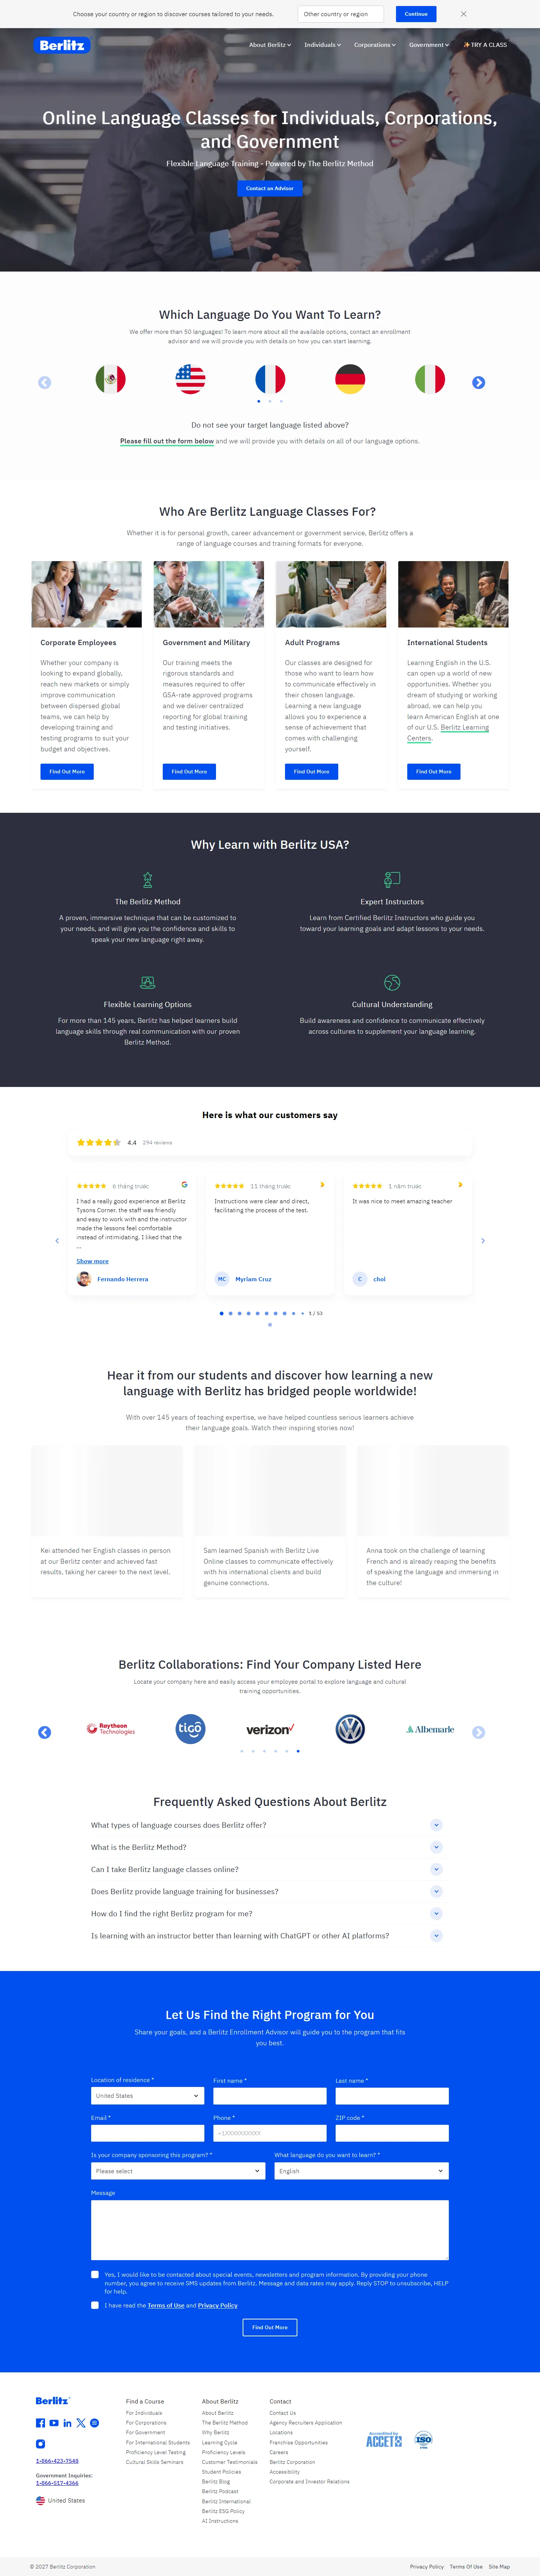 Choose your country or region to discover courses tailored to your needs.
Other country or region
Continue
Berlitz
About Berlitz
Individuals
Corporations
Government
✨ TRY A CLASS
Online Language Classes for Individuals, Corporations,
and Government
Flexible Language Training - Powered by The Berlitz Method
Contact an Advisor
Which Language Do You Want To Learn?
We offer more than 50 languages! To learn more about all the available options, contact an enrollment
advisor and we will provide you with details on how you can start learning.
Do not see your target language listed above?
Please fill out the form below and we will provide you with details on all of our language options.
Who Are Berlitz Language Classes For?
Whether it is for personal growth, career advancement or government service, Berlitz offers a
range of language courses and training formats for everyone.
Corporate Employees
Whether your company is
looking to expand globally,
reach new markets or simply
improve communication
between dispersed global
teams, we can help by
developing training and
testing programs to suit your
budget and objectives.
Find Out More
Government and Military
Our training meets the
rigorous standards and
measures required to offer
GSA-rate approved programs
and we deliver centralized
reporting for global training
and testing initiatives.
Find Out More
Adult Programs
Our classes are designed for
those who want to learn how
to communicate effectively in
their chosen language.
Learning a new language
allows you to experience a
sense of achievement that
comes with challenging
yourself.
Find Out More
International Students
Learning English in the U.S.
can open up a world of new
opportunities. Whether you
dream of studying or working
abroad, we can help you
learn American English at one
of our U.S. Berlitz Learning
Centers.
Find Out More
Why Learn with Berlitz USA?
The Berlitz Method
A proven, immersive technique that can be customized to
your needs, and will give you the confidence and skills to
speak your new language right away.
Expert Instructors
Learn from Certified Berlitz Instructors who guide you
toward your learning goals and adapt lessons to your needs.
Flexible Learning Options
For more than 145 years, Berlitz has helped learners build
language skills through real communication with our proven
Berlitz Method.
Cultural Understanding
Build awareness and confidence to communicate effectively
across cultures to supplement your language learning.
Here is what our customers say
4.4 294 reviews
6 tháng trước
I had a really good experience at Berlitz
Tysons Corner. the staff was friendly
and easy to work with and the instructor
made the lessons feel comfortable
instead of intimidating. I liked that the
...
Show more
Fernando Herrera
11 tháng trước
Instructions were clear and direct,
facilitating the process of the test.
MC
Myriam Cruz
1 năm trước
It was nice to meet amazing teacher
C
choi
1 / 53
Hear it from our students and discover how learning a new
language with Berlitz has bridged people worldwide!
With over 145 years of teaching expertise, we have helped countless serious learners achieve
their language goals. Watch their inspiring stories now!
Kei attended her English classes in person
at our Berlitz center and achieved fast
results, taking her career to the next level.
Sam learned Spanish with Berlitz Live
Online classes to communicate effectively
with his international clients and build
genuine connections.
Anna took on the challenge of learning
French and is already reaping the benefits
of speaking the language and immersing in
the culture!
Berlitz Collaborations: Find Your Company Listed Here
Locate your company here and easily access your employee portal to explore language and cultural
training opportunities.
Raytheon
Technologies
tigo
verizon
Albemarle
Frequently Asked Questions About Berlitz
What types of language courses does Berlitz offer?
What is the Berlitz Method?
Can I take Berlitz language classes online?
Does Berlitz provide language training for businesses?
How do I find the right Berlitz program for me?
Is learning with an instructor better than learning with ChatGPT or other AI platforms?
Let Us Find the Right Program for You
Share your goals, and a Berlitz Enrollment Advisor will guide you to the program that fits
you best.
Location of residence *
United States
First name *
Last name *
Email *
Phone *
+1XXXXXXXXXX
ZIP code *
Is your company sponsoring this program? *
Please select
What language do you want to learn? *
English
Message
Yes, I would like to be contacted about special events, newsletters and program information. By providing your phone
number, you agree to receive SMS updates from Berlitz. Message and data rates may apply. Reply STOP to unsubscribe, HELP
for help.
I have read the Terms of Use and Privacy Policy
Find Out More
Berlitz
1-866-423-7548
Government Inquiries:
1-866-517-4366
United States
Find a Course
For Individuals
For Corporations
For Government
For International Students
Proficiency Level Testing
Cultural Skills Seminars
About Berlitz
About Berlitz
The Berlitz Method
Why Berlitz
Learning Cycle
Proficiency Levels
Customer Testimonials
Student Policies
Berlitz Blog
Berlitz Podcast
Berlitz International
Berlitz ESG Policy
AI Instructions
Contact
Contact Us
Agency Recruiters Application
Locations
Franchise Opportunities
Careers
Berlitz Corporation
Accessibility
Corporate and Investor Relations
Accredited by
ACCET
ISO
© 2027 Berlitz Corporation
Privacy Policy
Terms Of Use
Site Map